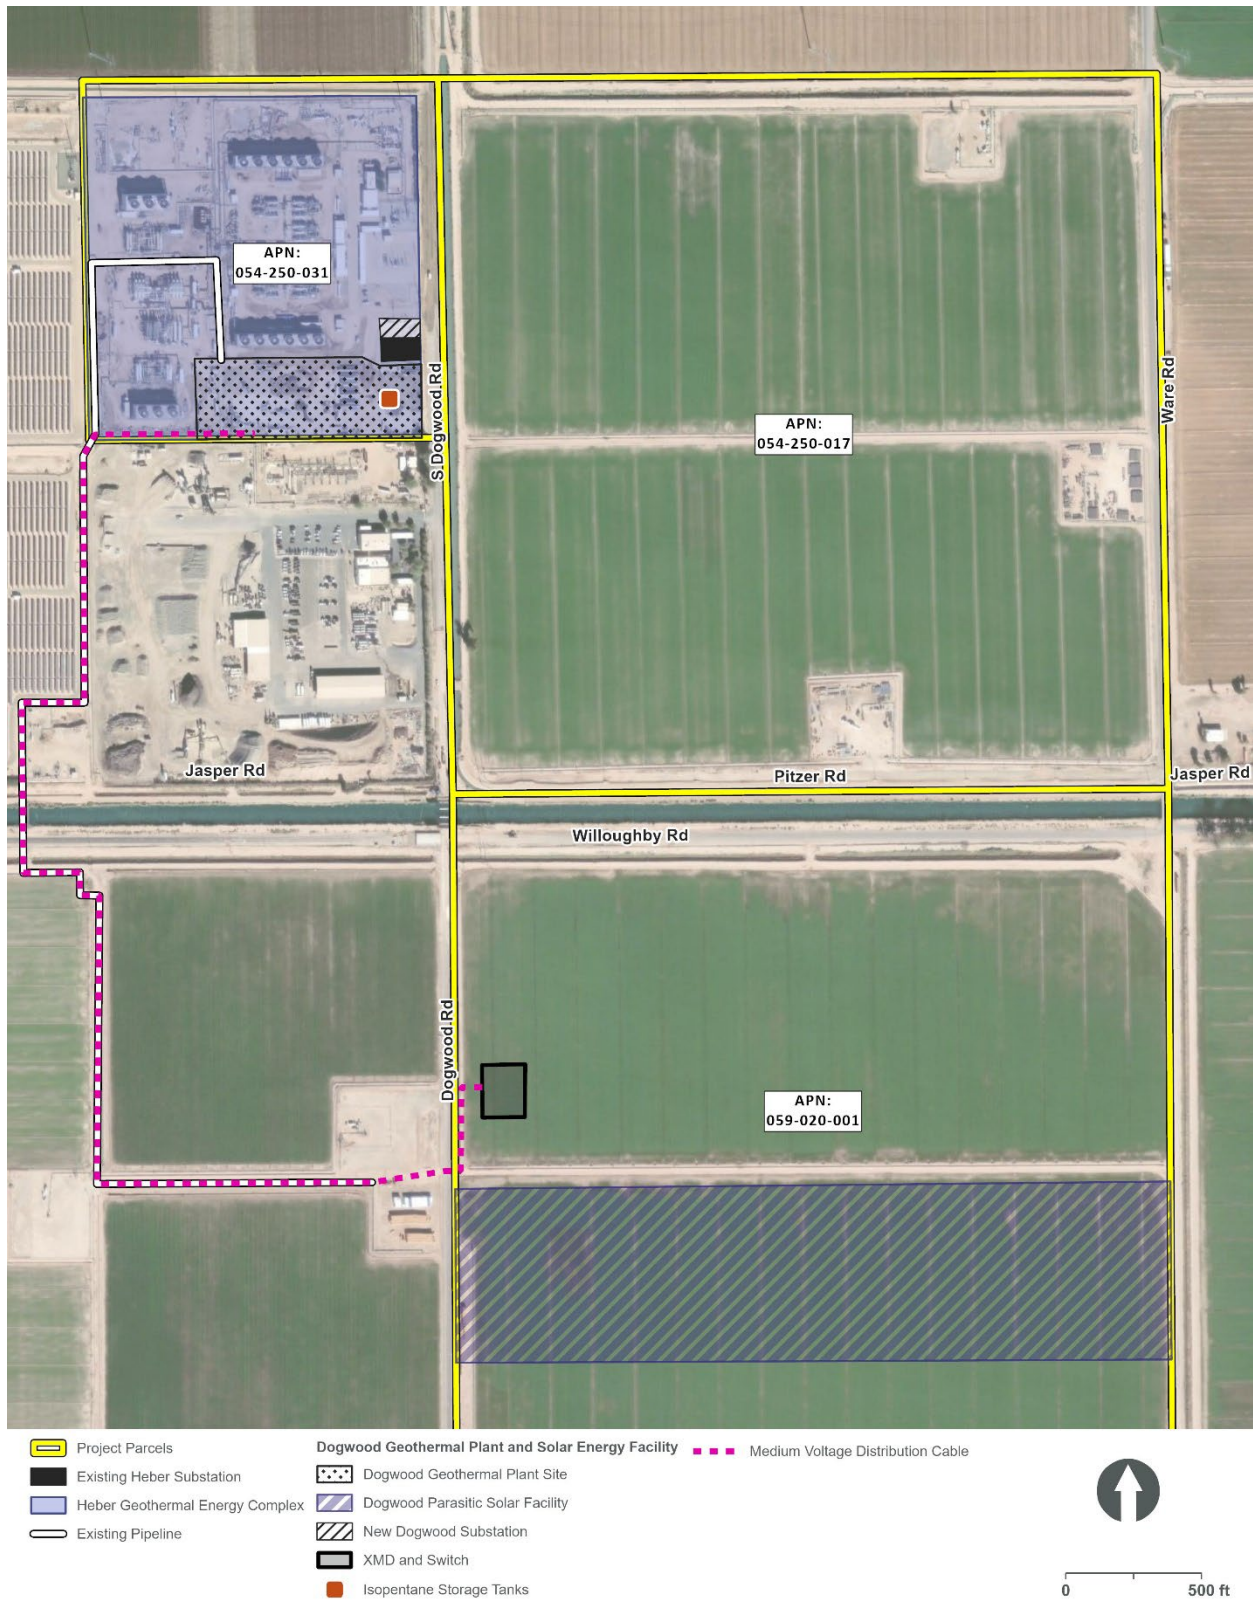 APN:
054-250-031
S Dogwood Rd
Ware Rd
APN:
054-250-017
Jasper Rd
Pitzer Rd
Jasper Rd
Willoughby Rd
Dogwood Rd
APN:
059-020-001
Project Parcels
Existing Heber Substation
Heber Geothermal Energy Complex
Existing Pipeline
Dogwood Geothermal Plant and Solar Energy Facility
Dogwood Geothermal Plant Site
Dogwood Parasitic Solar Facility
New Dogwood Substation
XMD and Switch
Isopentane Storage Tanks
Medium Voltage Distribution Cable
0 500 ft